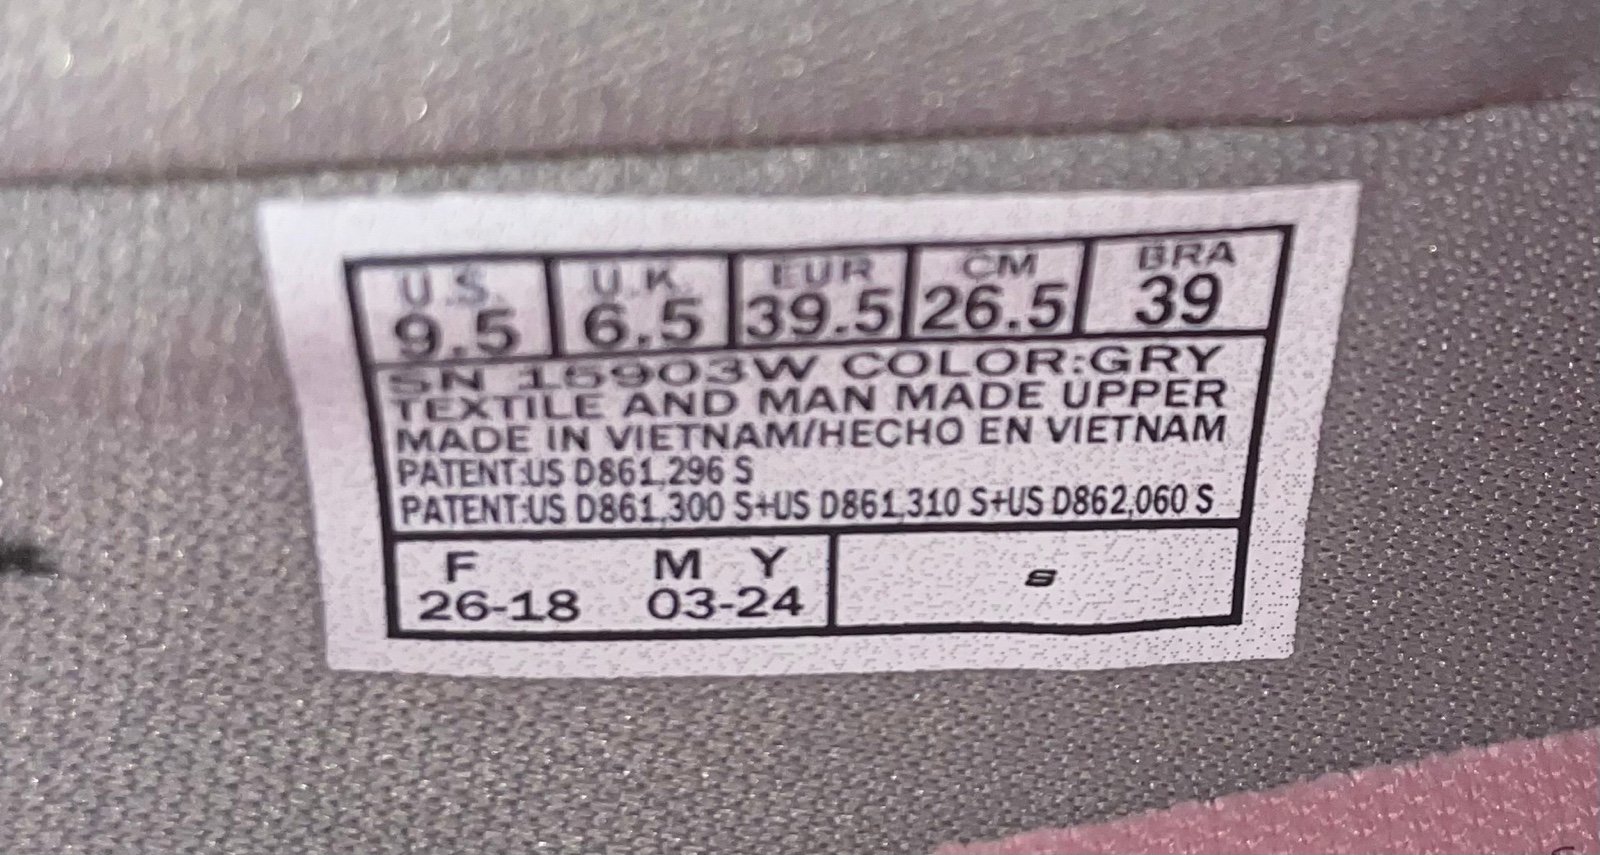 U.S. U.K. EUR CM BRA
9.5 6.5 39.5 26.5 39
SN 15903W COLOR:GRY
TEXTILE AND MAN MADE UPPER
MADE IN VIETNAM/HECHO EN VIETNAM
PATENT:US D861,296 S
PATENT:US D861,300 S+US D861,310 S+US D862,060 S
F M Y
26-18 03-24
s